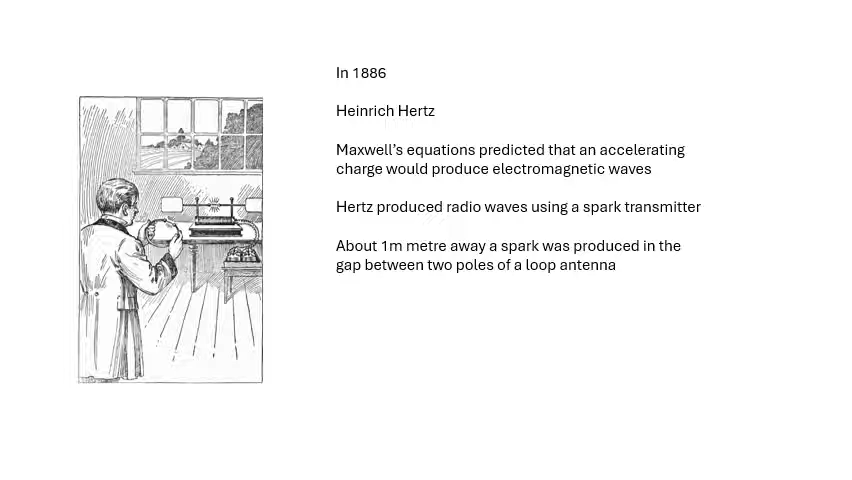 In 1886
Heinrich Hertz
Maxwell’s equations predicted that an accelerating
charge would produce electromagnetic waves
Hertz produced radio waves using a spark transmitter
About 1m metre away a spark was produced in the
gap between two poles of a loop antenna